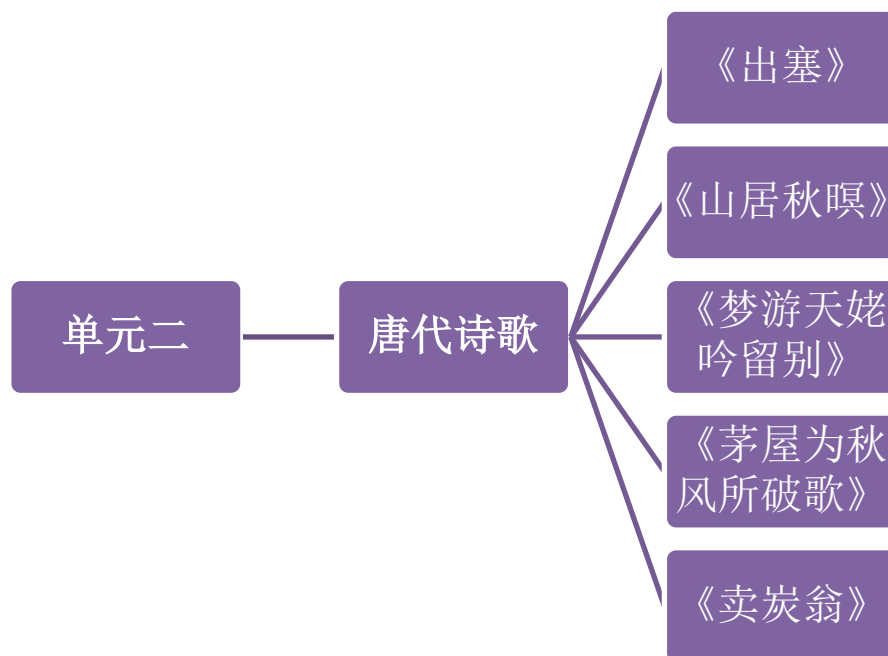 单元二
唐代诗歌
《出塞》
《山居秋暝》
《梦游天姥
吟留别》
《茅屋为秋
风所破歌》
《卖炭翁》